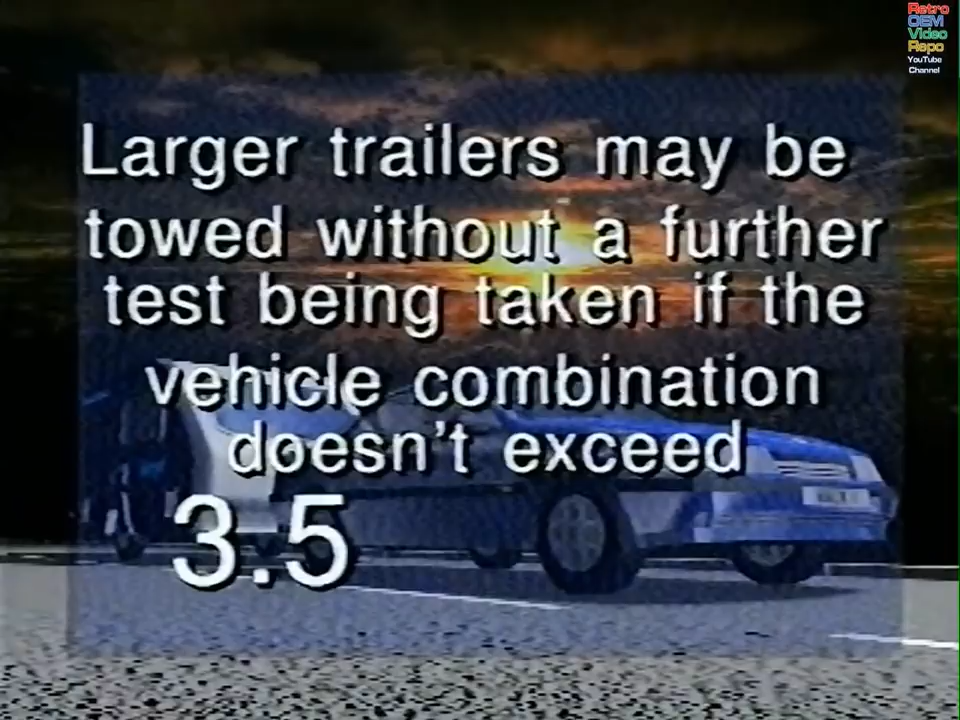 Retro
OEM
Video
Repo
YouTube
Channel
Larger trailers may be
towed without a further
test being taken if the
vehicle combination
doesn't exceed
3.5